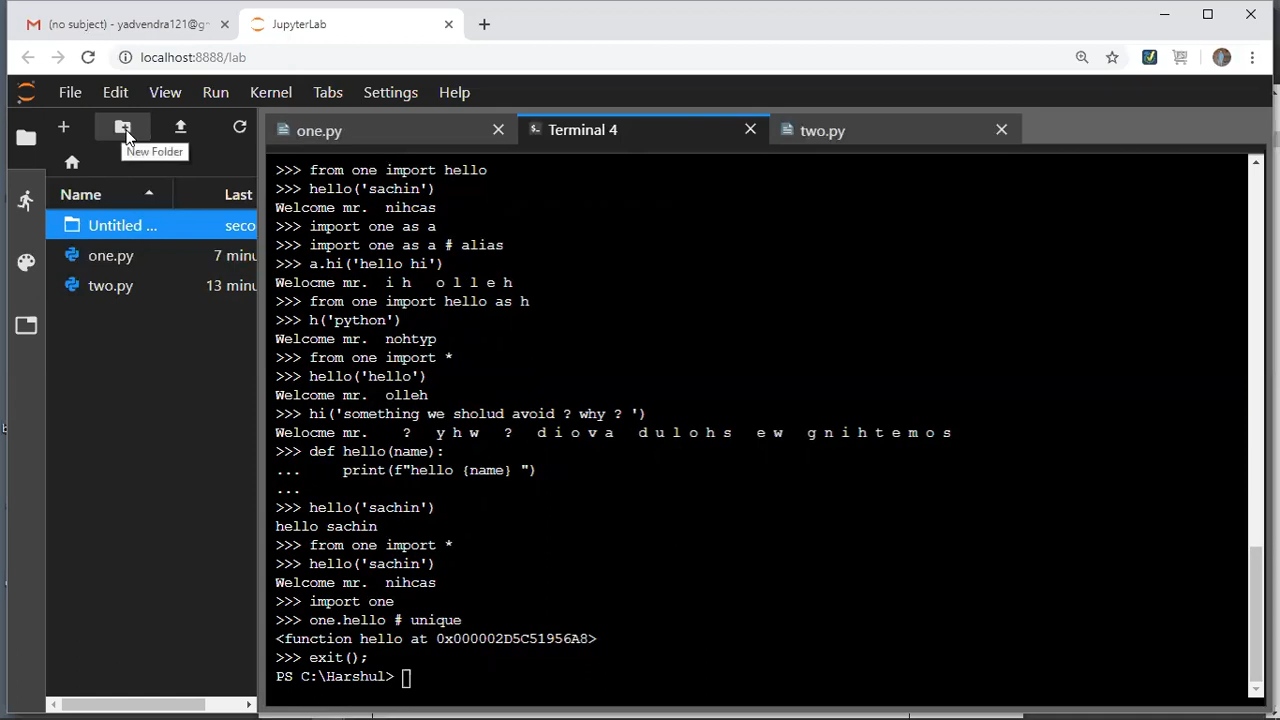 (no subject) - yadvendra121@g
JupyterLab
localhost:8888/lab
File Edit View Run Kernel Tabs Settings Help
one.py
Terminal 4
two.py
New Folder
Name Last
Untitled ... seco
one.py 7 minu
two.py 13 minu
>>> from one import hello
>>> hello('sachin')
Welcome mr.  nihcas
>>> import one as a
>>> import one as a # alias
>>> a.hi('hello hi')
Welocme mr.  i h   o l l e h
>>> from one import hello as h
>>> h('python')
Welcome mr.  nohtyp
>>> from one import *
>>> hello('hello')
Welcome mr.  olleh
>>> hi('something we sholud avoid ? why ? ')
Welocme mr.    ?   y h w   ?   d i o v a   d u l o h s   e w   g n i h t e m o s
>>> def hello(name):
...     print(f"hello {name} ")
...
>>> hello('sachin')
hello sachin
>>> from one import *
>>> hello('sachin')
Welcome mr.  nihcas
>>> import one
>>> one.hello # unique
<function hello at 0x000002D5C51956A8>
>>> exit();
PS C:\Harshul>